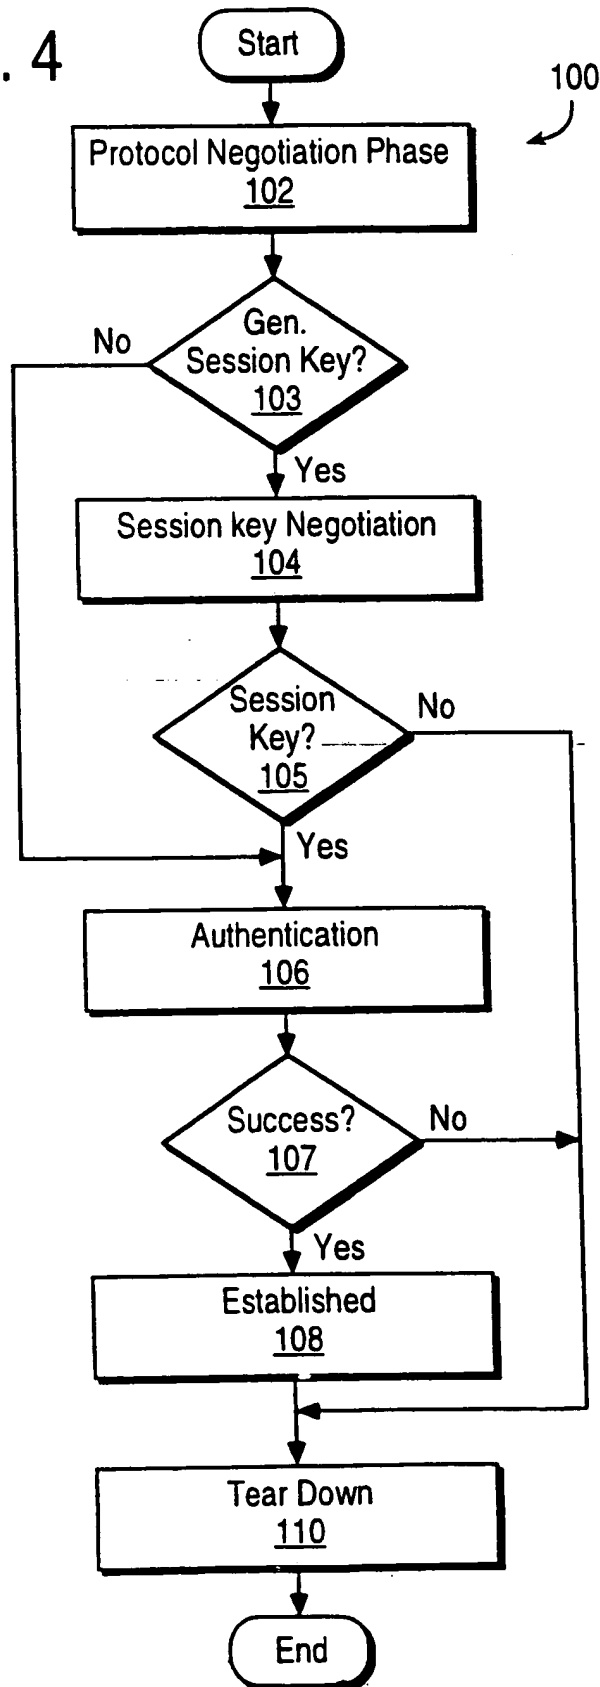 . 4
Start
100
Protocol Negotiation Phase
102
Gen.
Session Key?
103
No
Yes
Session key Negotiation
104
Session
Key?
105
No
Yes
Authentication
106
Success?
107
No
Yes
Established
108
Tear Down
110
End